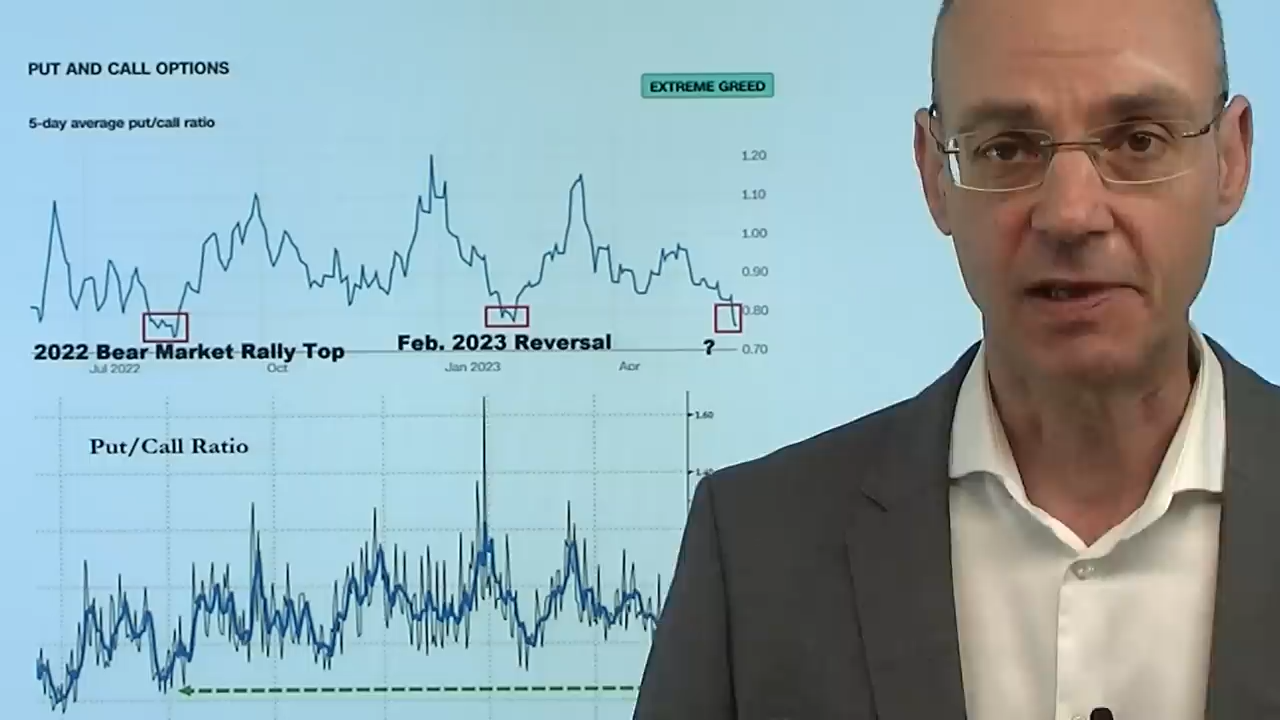 PUT AND CALL OPTIONS
EXTREME GREED
5-day average put/call ratio
1.20
1.10
1.00
0.90
0.80
0.70
2022 Bear Market Rally Top
Feb. 2023 Reversal
?
Jul 2022
Oct
Jan 2023
Apr
Put/Call Ratio
1.60